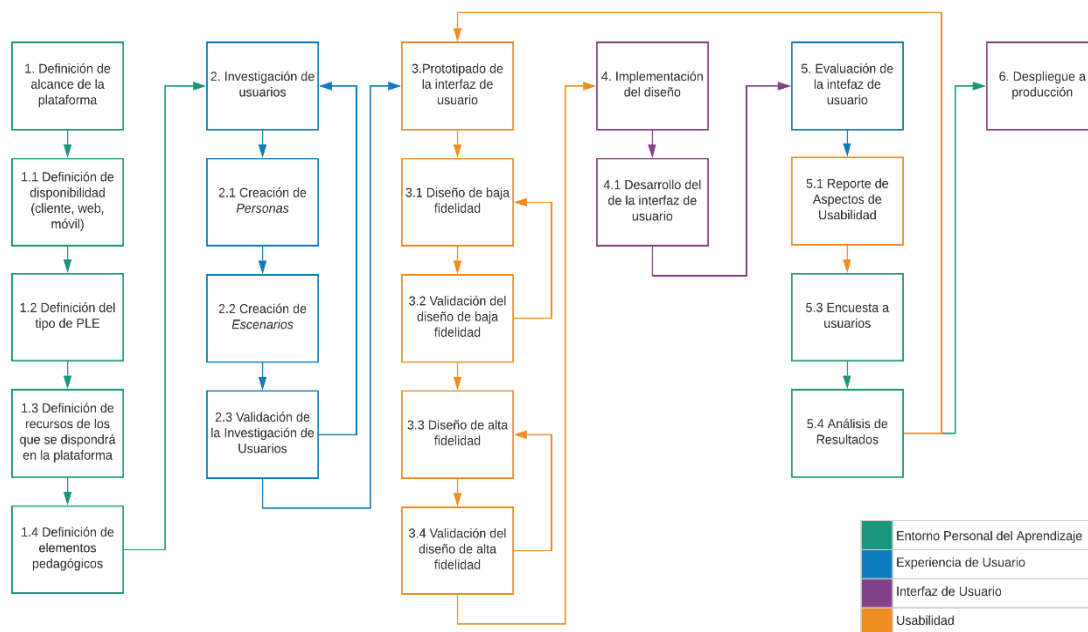 1. Definición de
alcance de la
plataforma
1.1 Definición de
disponibilidad
(cliente, web,
móvil)
1.2 Definición del
tipo de PLE
1.3 Definición de
recursos de los
que se dispondrá
en la plataforma
1.4 Definición de
elementos
pedagógicos
2. Investigación de
usuarios
2.1 Creación de
Personas
2.2 Creación de
Escenarios
2.3 Validación de
la Investigación de
Usuarios
3.Prototipado de
la interfaz de
usuario
3.1 Diseño de baja
fidelidad
3.2 Validación del
diseño de baja
fidelidad
3.3 Diseño de alta
fidelidad
3.4 Validación del
diseño de alta
fidelidad
4. Implementación
del diseño
4.1 Desarrollo del
de la interfaz de
usuario
5. Evaluación de
la intefaz de
usuario
5.1 Reporte de
Aspectos de
Usabilidad
5.3 Encuesta a
usuarios
5.4 Análisis de
Resultados
6. Despliegue a
producción
Entorno Personal del Aprendizaje
Experiencia de Usuario
Interfaz de Usuario
Usabilidad